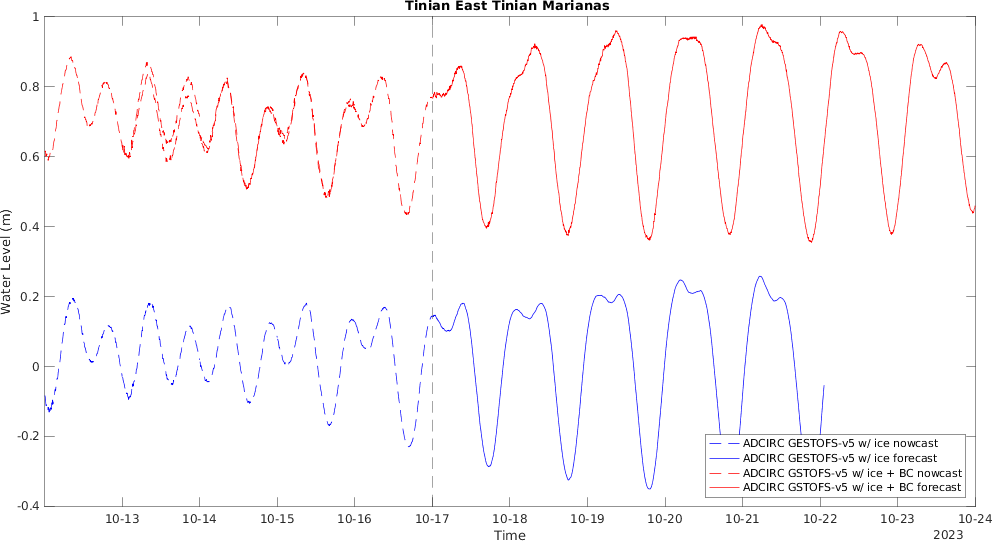 Tinian East Tinian Marianas
1
0.8
0.6
0.4
0.2
0
-0.2
-0.4
Water Level (m)
ADCIRC GESTOFS-v5 w/ ice nowcast
ADCIRC GESTOFS-v5 w/ ice forecast
ADCIRC GSTOFS-v5 w/ ice + BC nowcast
ADCIRC GSTOFS-v5 w/ ice + BC forecast
10-13 10-14 10-15 10-16 10-17 10-18 10-19 10-20 10-21 10-22 10-23 10-24
Time
2023